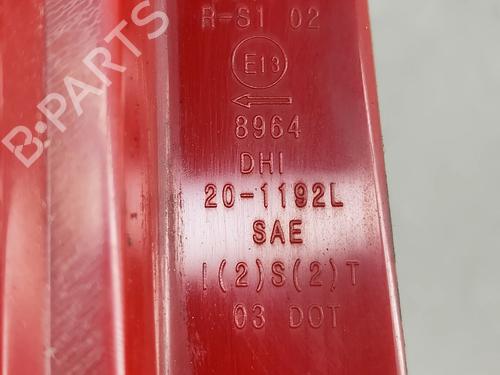 R-S1 02
E13
8964
DHI
20-1192L
SAE
I(2)S(2)T
03 DOT
B-PARTS